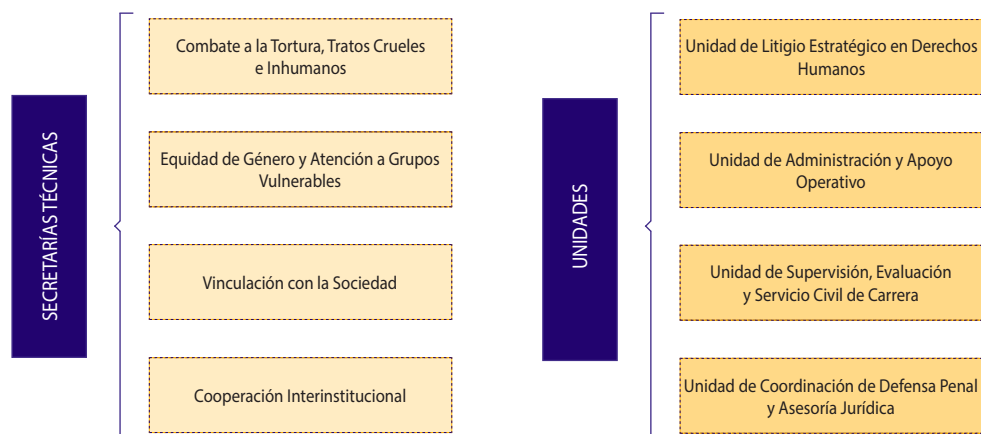 SECRETARÍAS TÉCNICAS
Combate a la Tortura, Tratos Crueles
e Inhumanos
Equidad de Género y Atención a Grupos
Vulnerables
Vinculación con la Sociedad
Cooperación Interinstitucional
UNIDADES
Unidad de Litigio Estratégico en Derechos
Humanos
Unidad de Administración y Apoyo
Operativo
Unidad de Supervisión, Evaluación
y Servicio Civil de Carrera
Unidad de Coordinación de Defensa Penal
y Asesoría Jurídica